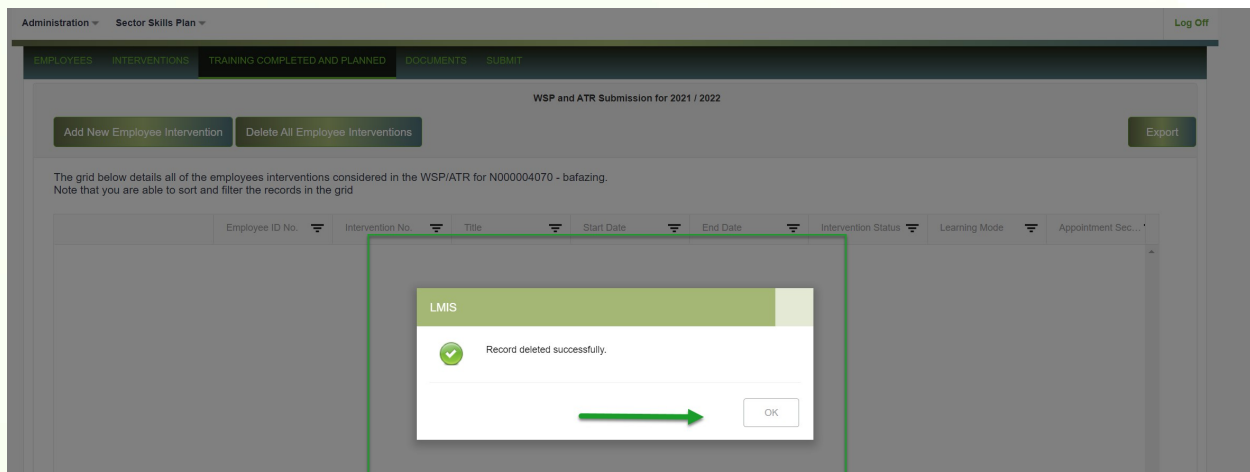 Administration Sector Skills Plan Log Off
EMPLOYEES INTERVENTIONS TRAINING COMPLETED AND PLANNED DOCUMENTS SUBMIT
WSP and ATR Submission for 2021 / 2022
Add New Employee Intervention Delete All Employee Interventions Export
The grid below details all of the employees interventions considered in the WSP/ATR for N000004070 - bafazing.
Note that you are able to sort and filter the records in the grid
Employee ID No. Intervention No. Title Start Date End Date Intervention Status Learning Mode Appointment Sec...
LMIS
Record deleted successfully.
OK